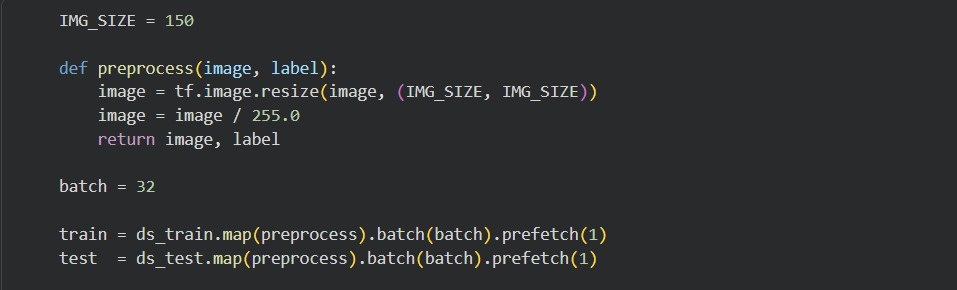 IMG_SIZE = 150
def preprocess(image, label):
    image = tf.image.resize(image, (IMG_SIZE, IMG_SIZE))
    image = image / 255.0
    return image, label
batch = 32
train = ds_train.map(preprocess).batch(batch).prefetch(1)
test  = ds_test.map(preprocess).batch(batch).prefetch(1)